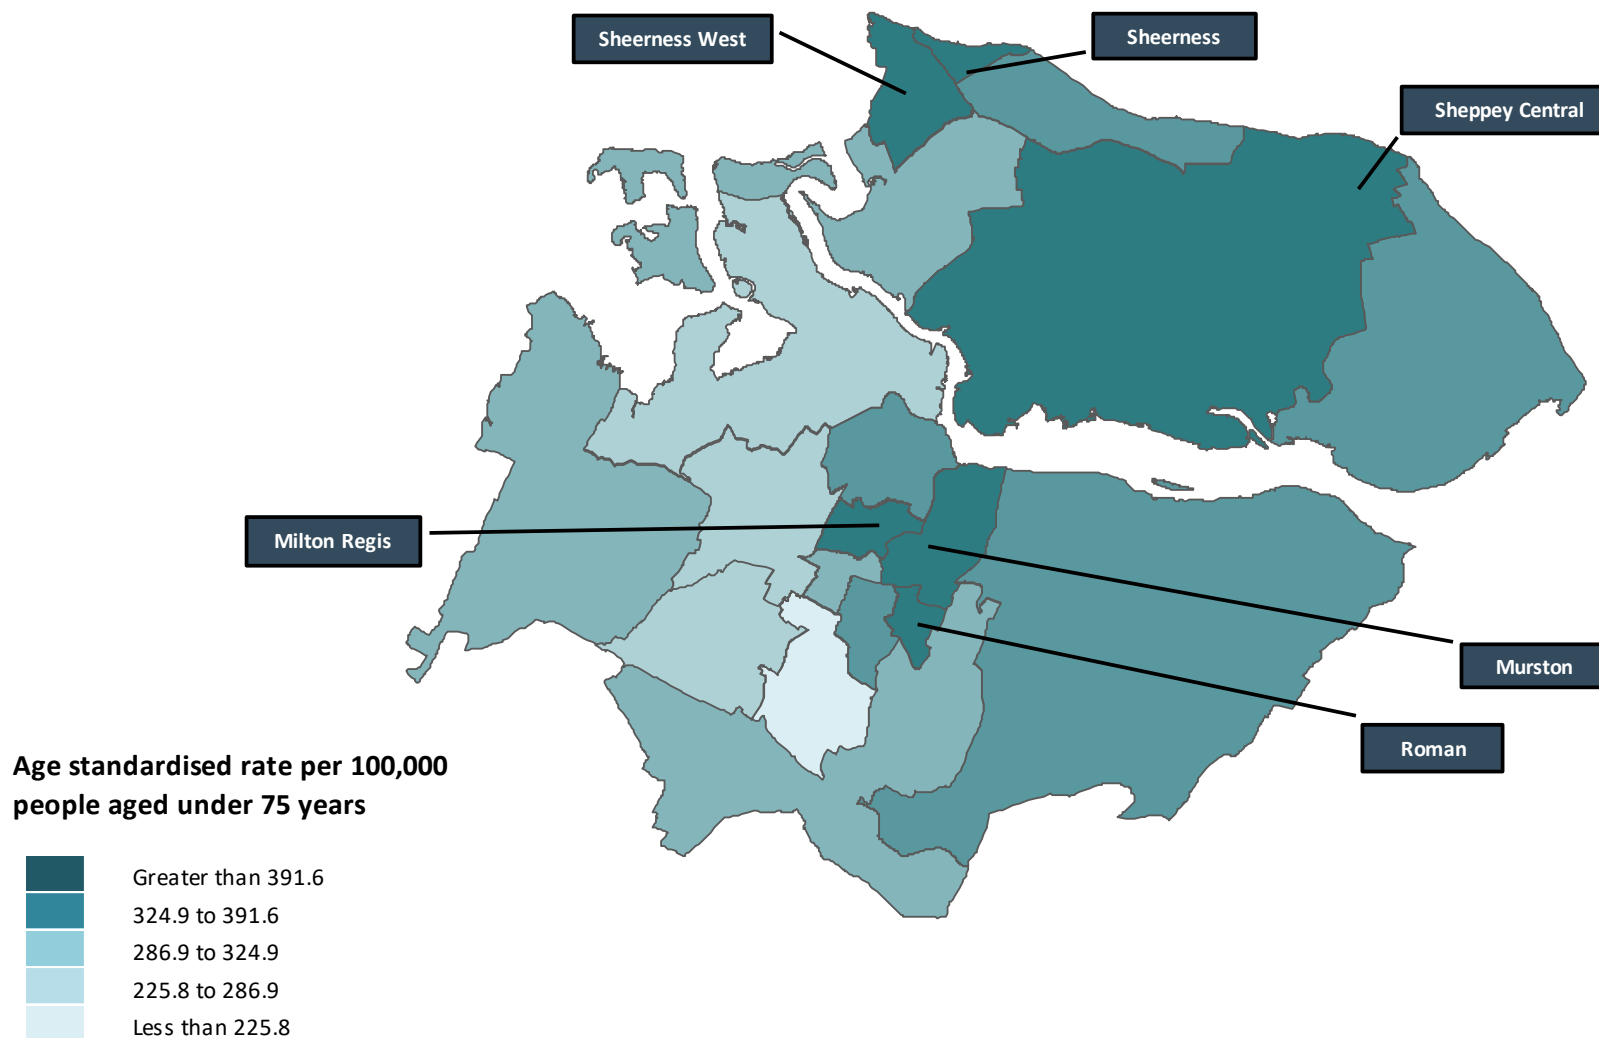 Sheerness West
Sheerness
Sheppey Central
Milton Regis
Murston
Roman
Age standardised rate per 100,000
people aged under 75 years
Greater than 391.6
324.9 to 391.6
286.9 to 324.9
225.8 to 286.9
Less than 225.8